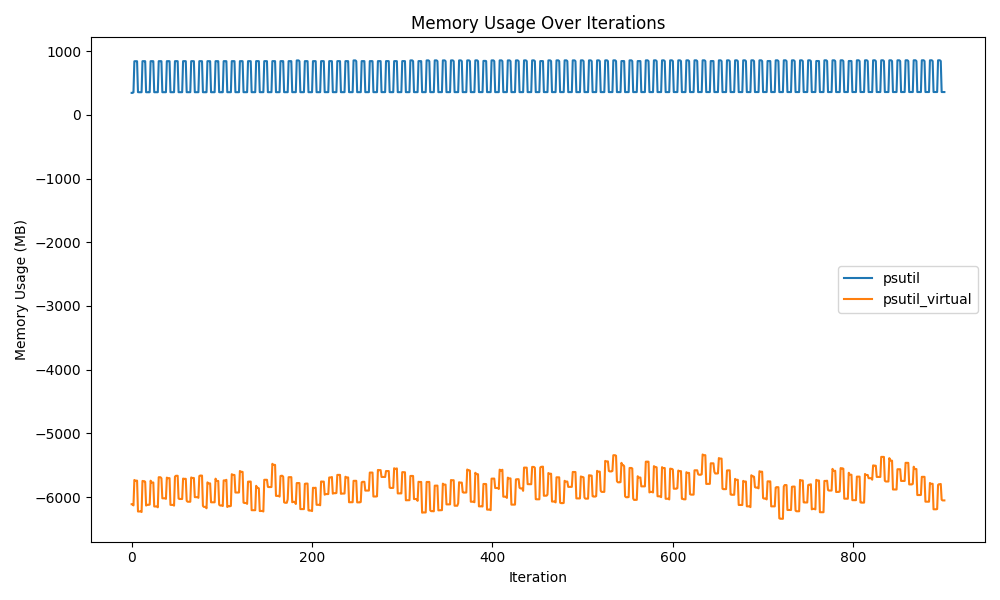 Memory Usage Over Iterations
Memory Usage (MB)
1000
0
−1000
−2000
−3000
−4000
−5000
−6000
psutil
psutil_virtual
0
200
400
600
800
Iteration